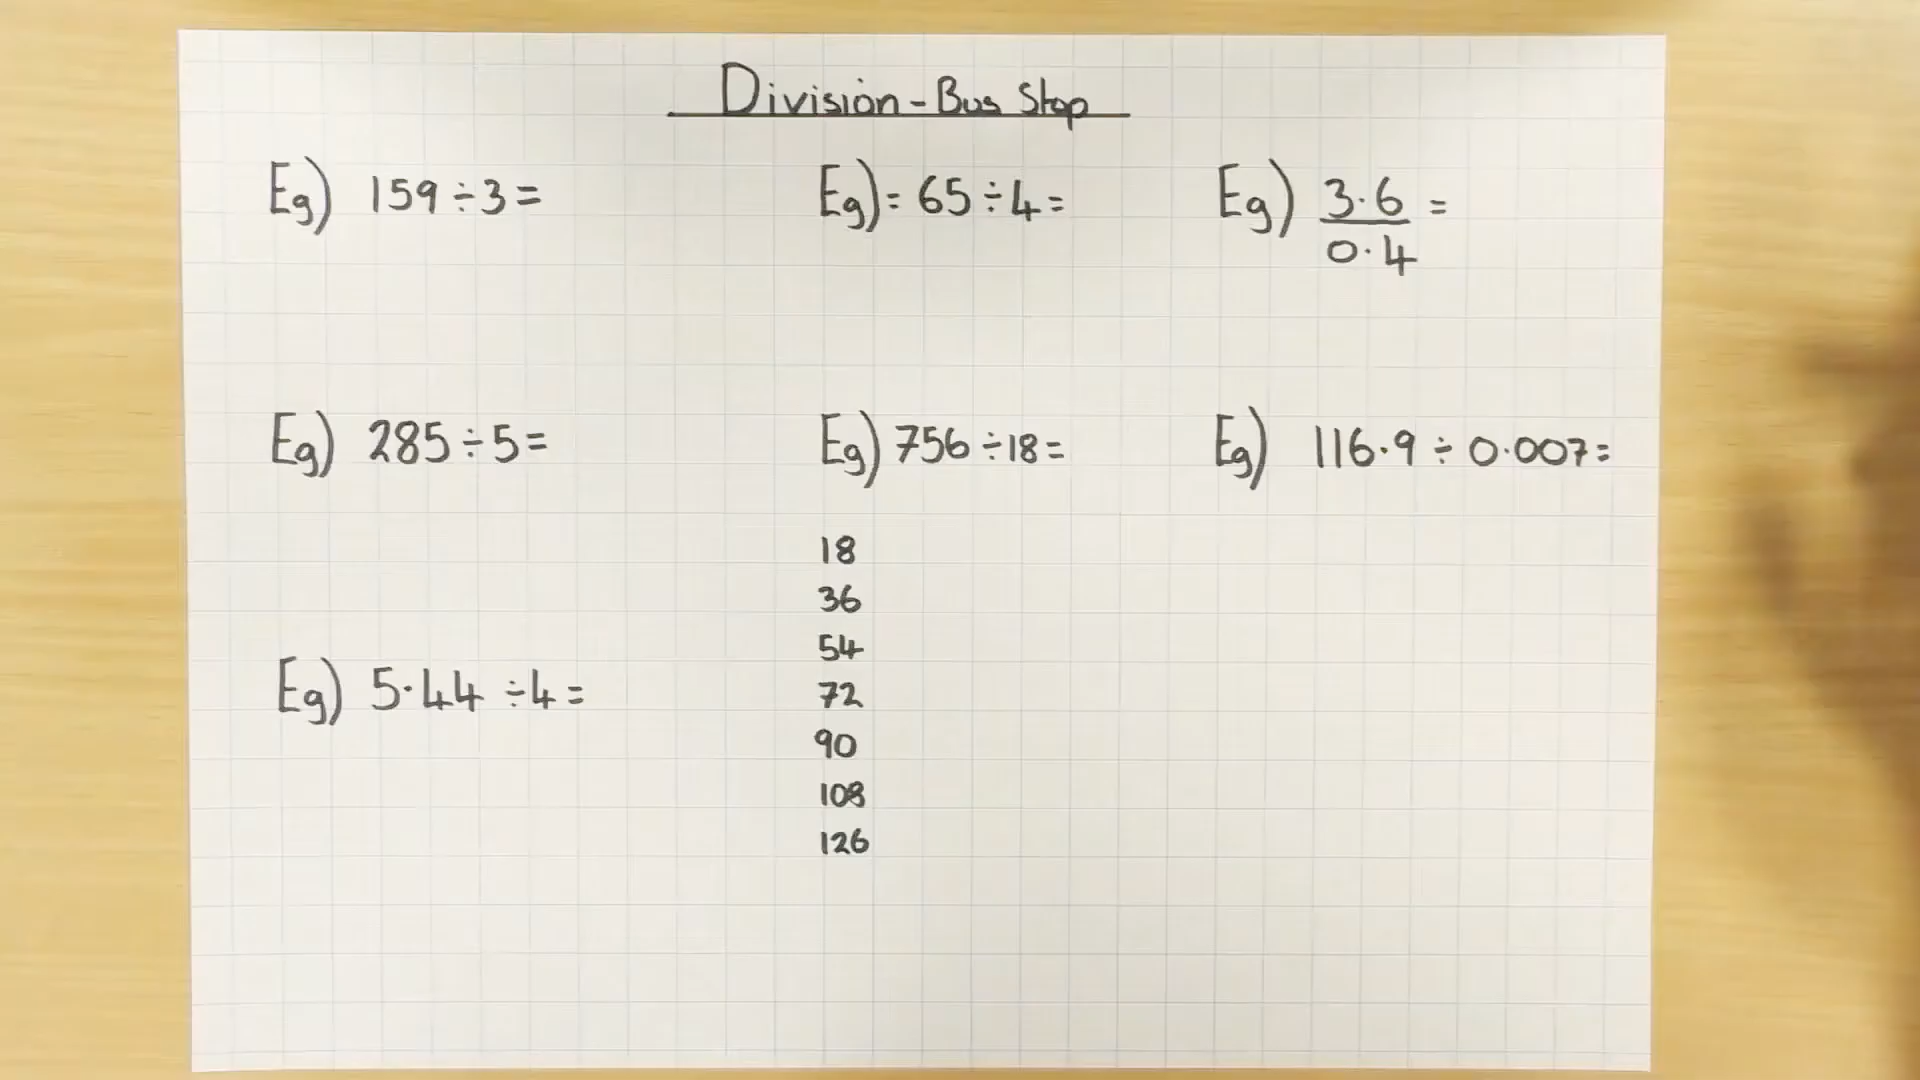 Division - Bus Stop
Eg) 159 ÷ 3 =
Eg) = 65 ÷ 4 =
Eg) 3·6 / 0·4 =
Eg) 285 ÷ 5 =
Eg) 756 ÷ 18 =
Eg) 116·9 ÷ 0·007 =
18
36
54
72
90
108
126
Eg) 5·44 ÷ 4 =